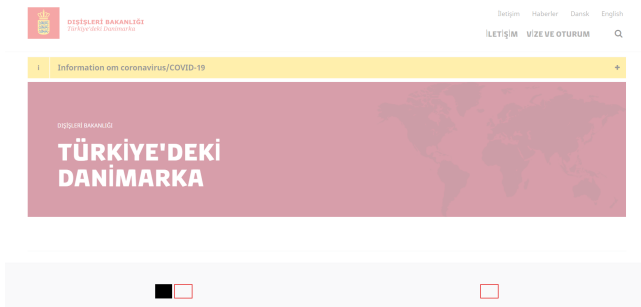 İletişim Haberler Dansk English
DIŞİŞLERİ BAKANLIĞI
Türkiye'deki Danimarka
İLETİŞİM VİZE VE OTURUM
i Information om coronavirus/COVID-19 +
DIŞİŞLERİ BAKANLIĞI
TÜRKİYE'DEKİ
DANİMARKA